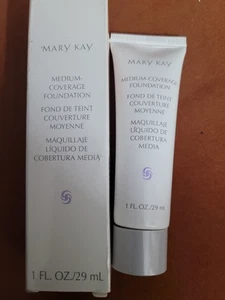 MARY KAY
MEDIUM-
COVERAGE
FOUNDATION
FOND DE TEINT
COUVERTURE
MOYENNE
MAQUILLAJE
LÍQUIDO DE
COBERTURA MEDIA
1 FL. OZ./29 mL
MARY KAY
MEDIUM-COVERAGE
FOUNDATION
FOND DE TEINT
COUVERTURE
MOYENNE
MAQUILLAJE
LÍQUIDO DE
COBERTURA
MEDIA
1 FL. OZ./29 mL